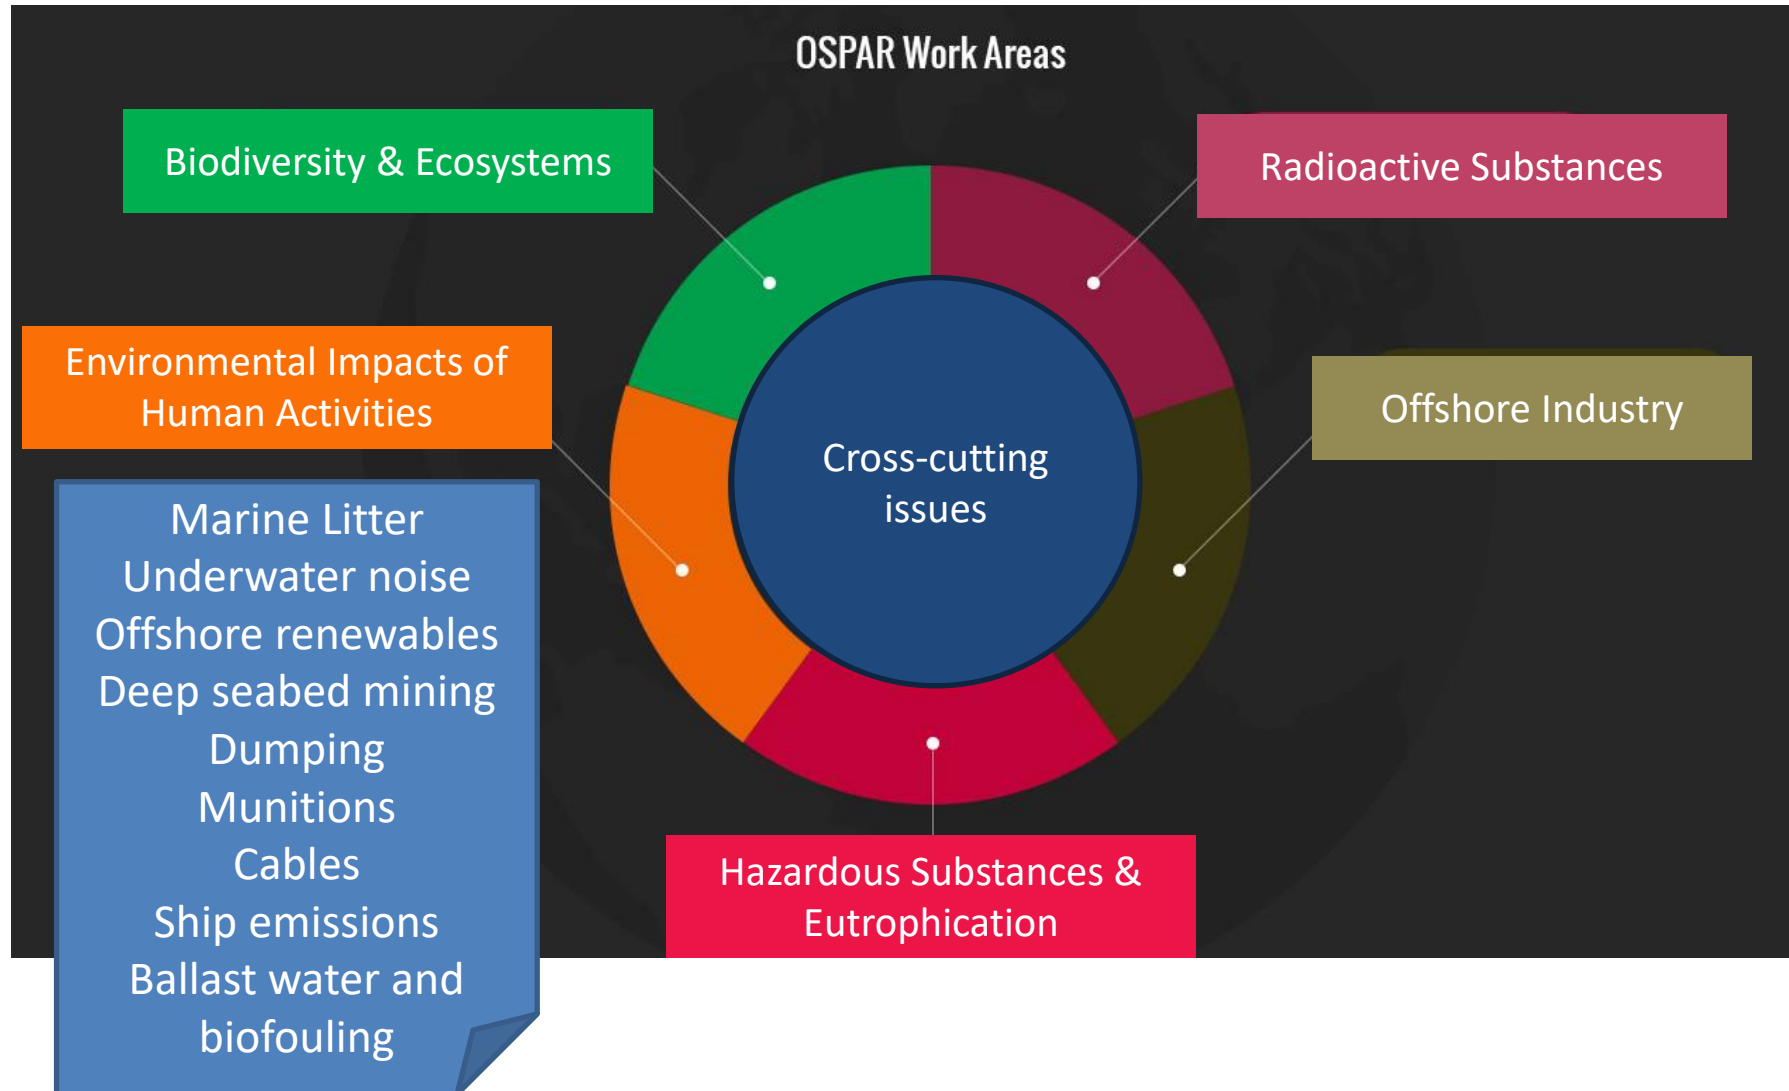 OSPAR Work Areas
Biodiversity & Ecosystems
Radioactive Substances
Environmental Impacts of
Human Activities
Offshore Industry
Cross-cutting
issues
Marine Litter
Underwater noise
Offshore renewables
Deep seabed mining
Dumping
Munitions
Cables
Ship emissions
Ballast water and
biofouling
Hazardous Substances &
Eutrophication